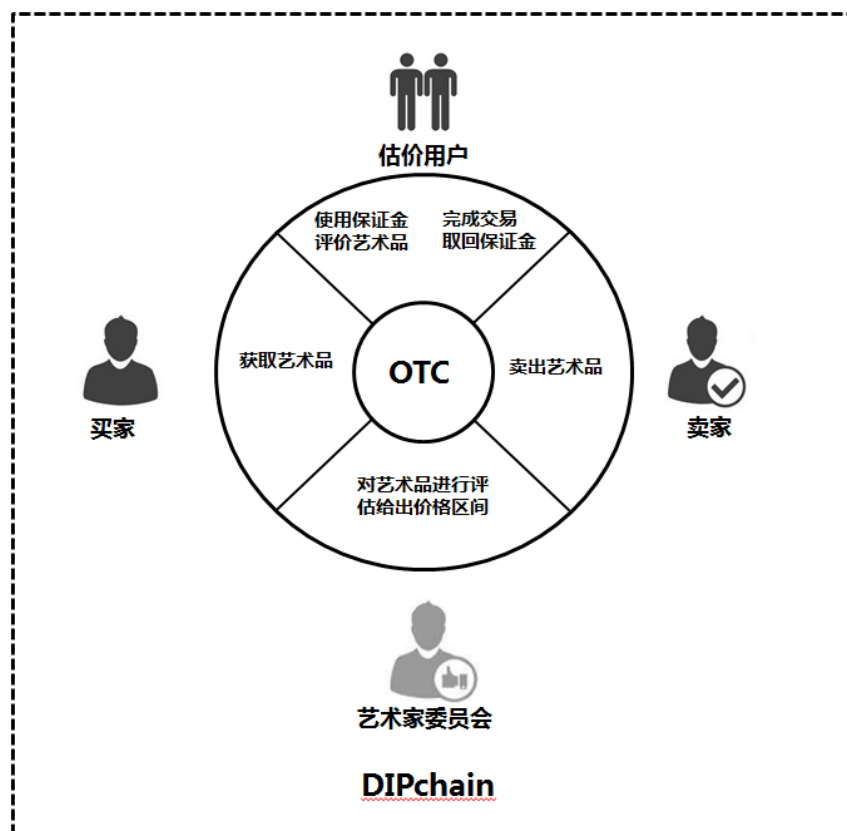 估价用户
使用保证金
评价艺术品
完成交易
取回保证金
获取艺术品
OTC
卖出艺术品
买家
卖家
对艺术品进行评
估给出价格区间
艺术家委员会
DIPchain